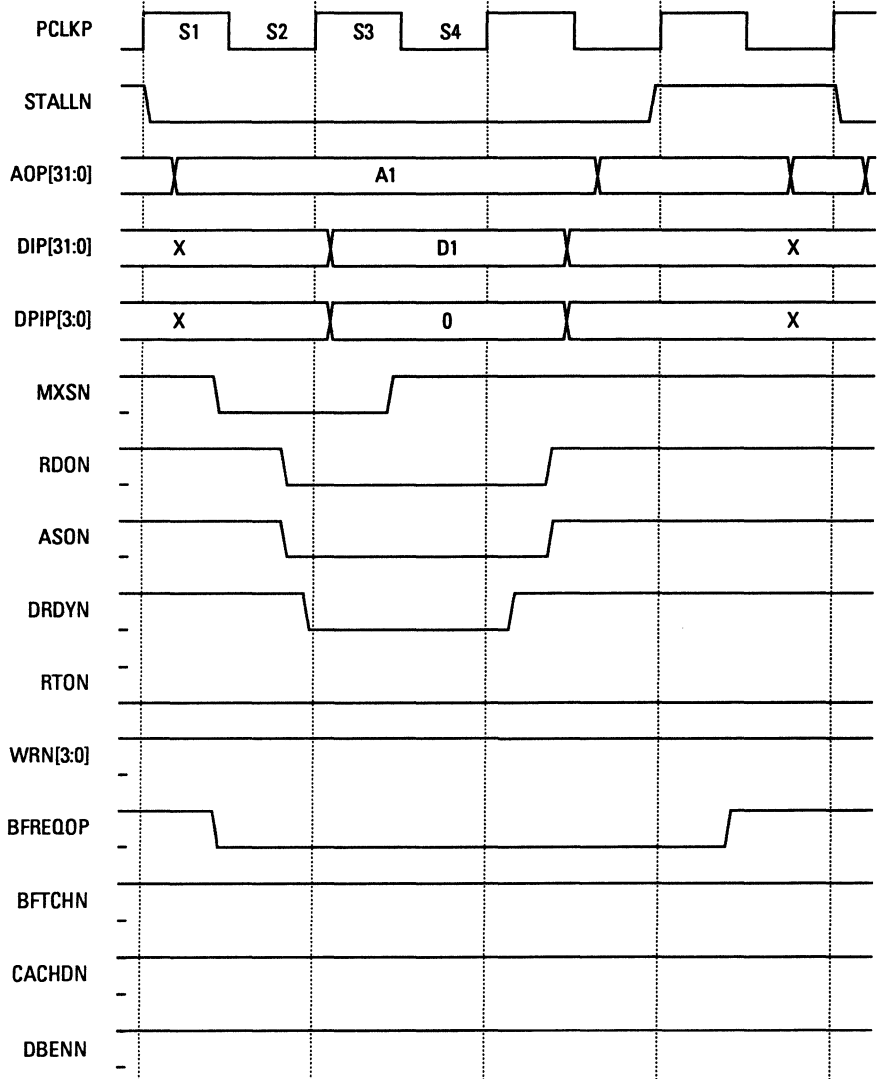 PCLKP S1 S2 S3 S4
STALLN
AOP[31:0] A1
DIP[31:0] X D1 X
DPIP[3:0] X 0 X
MXSN
RDON
ASON
DRDYN
RTON
WRN[3:0]
BFREQOP
BFTCHN
CACHDN
DBENN